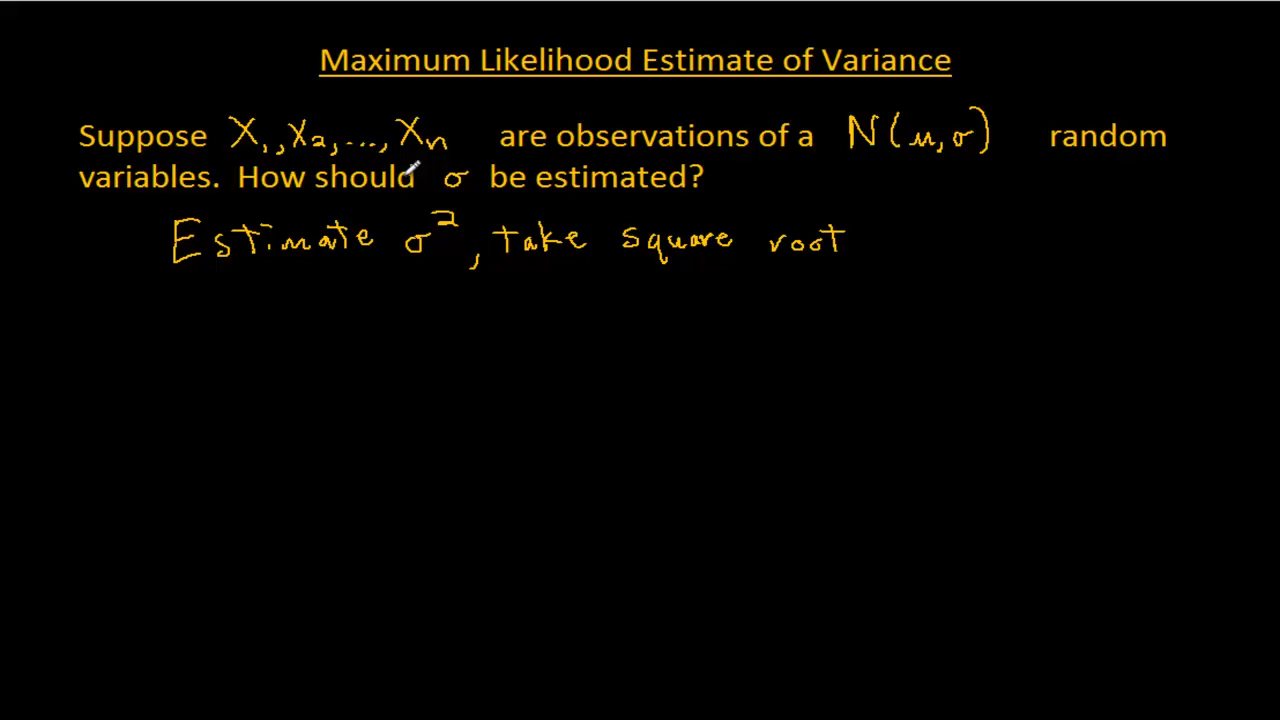 Maximum Likelihood Estimate of Variance
Suppose X₁, X₂, ..., Xₙ are observations of a N(μ, σ) random
variables. How should σ be estimated?
Estimate σ², take square root